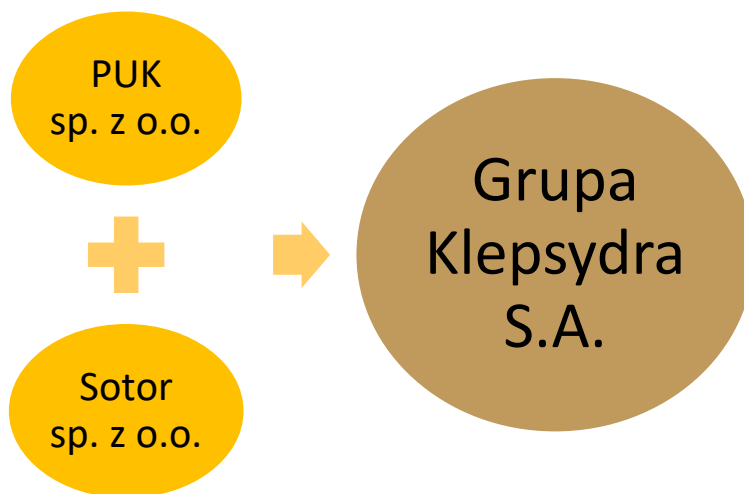 PUK
sp. z o.o.
Sotor
sp. z o.o.
Grupa
Klepsydra
S.A.